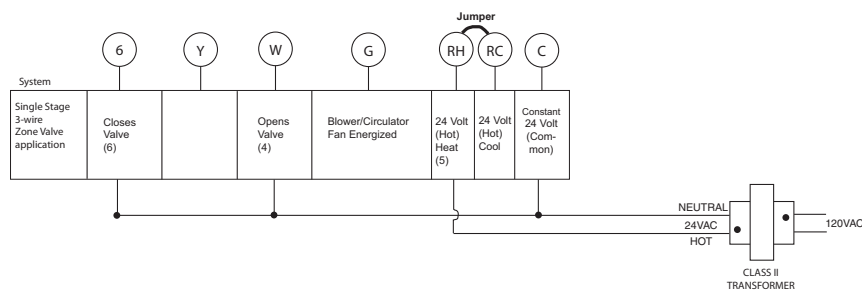 Jumper
6
Y
W
G
RH
RC
C
System
Single Stage
3-wire
Zone Valve
application
Closes
Valve
(6)
Opens
Valve
(4)
Blower/Circulator
Fan Energized
24 Volt
(Hot)
Heat
(5)
24 Volt
(Hot)
Cool
Constant
24 Volt
(Com-
mon)
NEUTRAL
24VAC
HOT
120VAC
CLASS II
TRANSFORMER